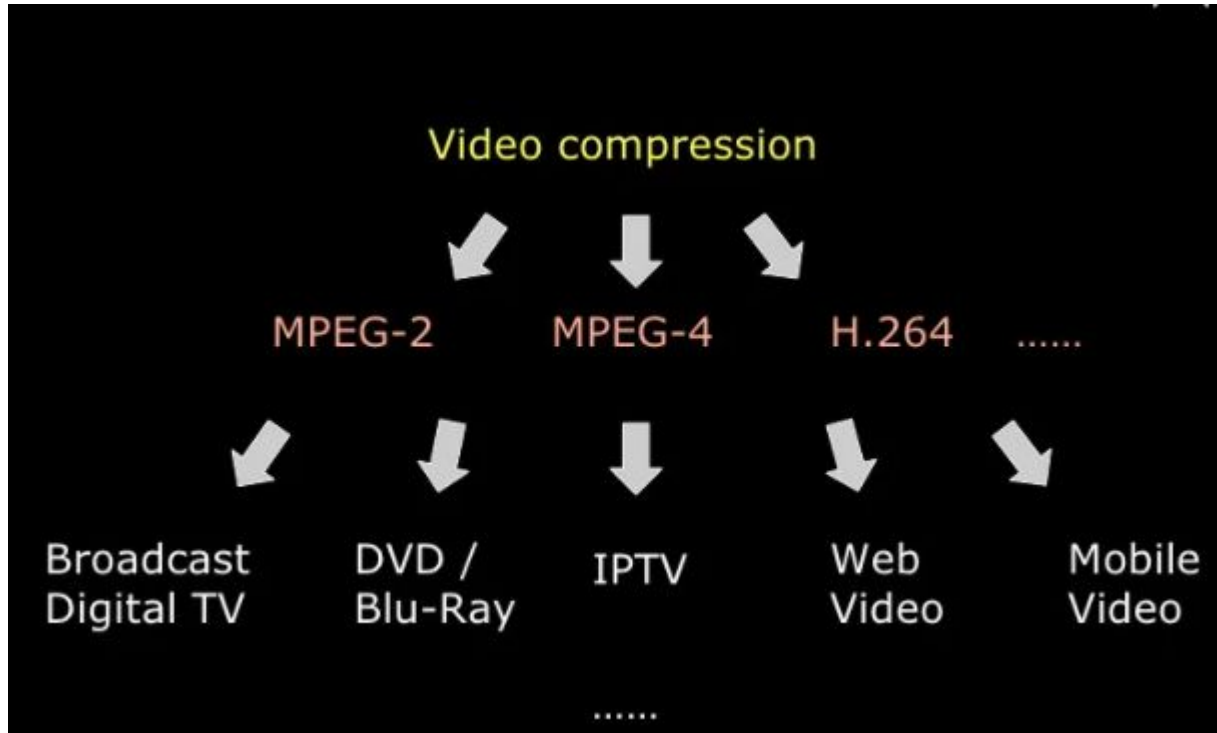 Video compression
MPEG-2 MPEG-4 H.264 ......
Broadcast Digital TV
DVD / Blu-Ray
IPTV
Web Video
Mobile Video
......